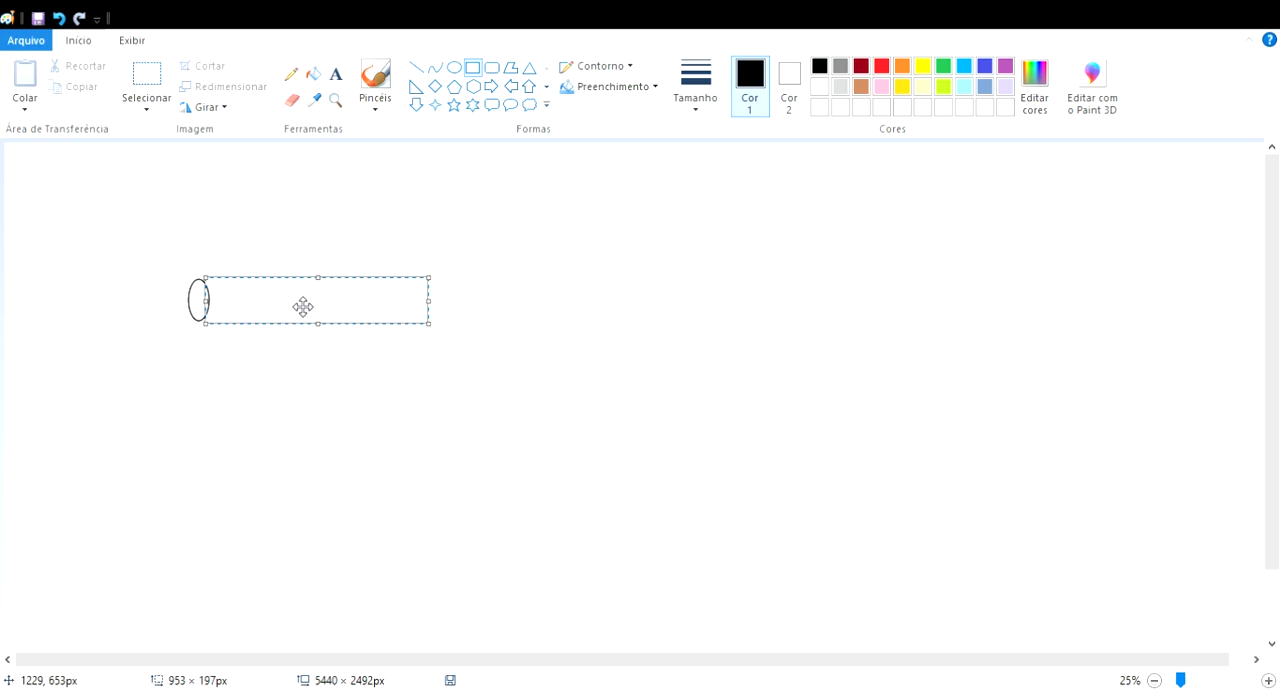 Arquivo Início Exibir
Colar
Recortar
Copiar
Área de Transferência
Selecionar
Cortar
Redimensionar
Girar
Imagem
A
Ferramentas
Pincéis
Formas
Contorno
Preenchimento
Tamanho
Cor 1
Cor 2
Cores
Editar cores
Editar com o Paint 3D
1229, 653px 953 × 197px 5440 × 2492px 25%